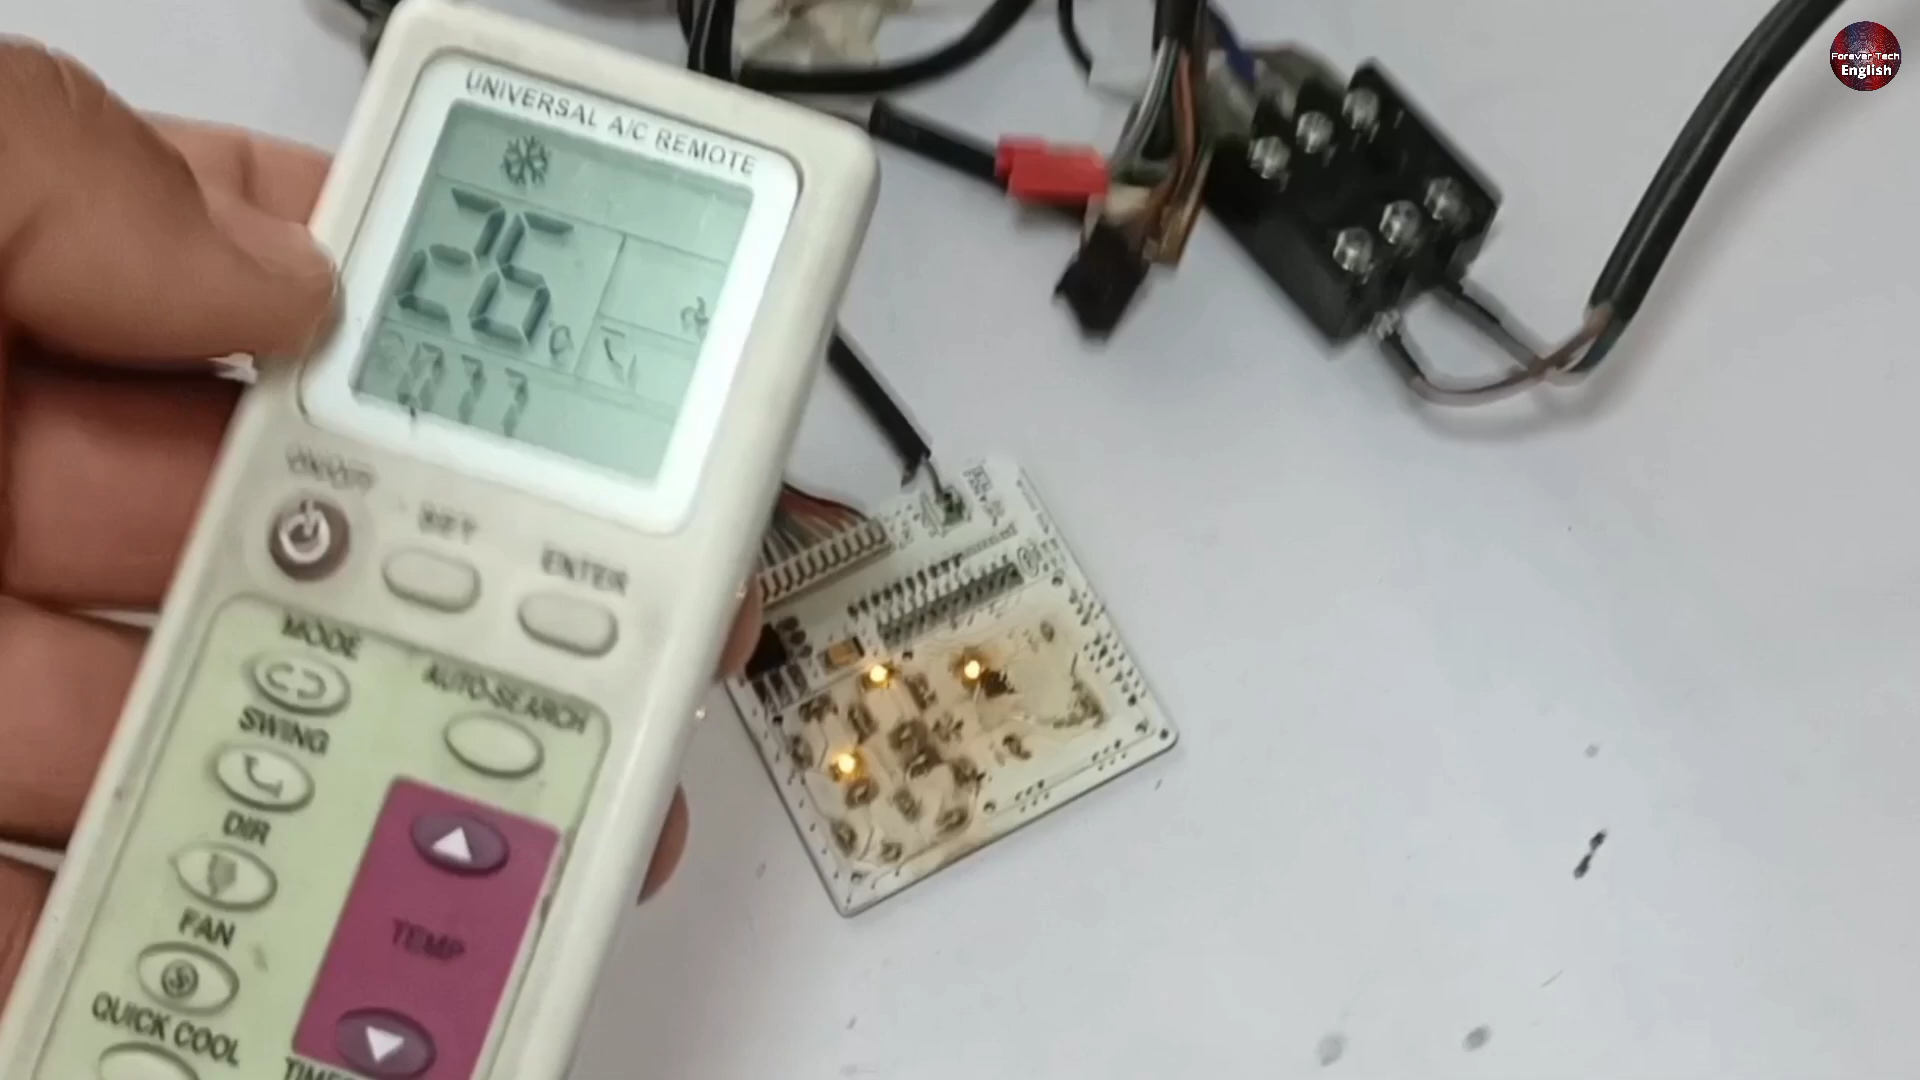 Forever Tech
English
UNIVERSAL A/C REMOTE
26°C
077
ON/OFF
SET
ENTER
MODE
AUTO-SEARCH
SWING
DIR
TEMP
FAN
QUICK COOL